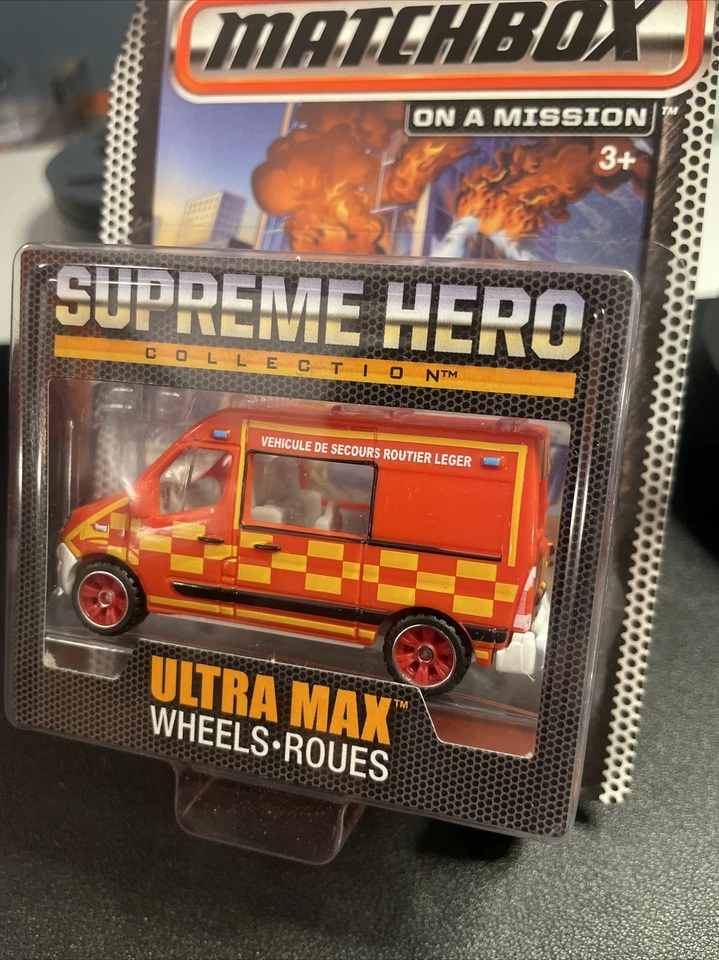 MATCHBOX
ON A MISSION™
3+
SUPREME HERO
COLLECTION™
VEHICULE DE SECOURS ROUTIER LEGER
ULTRA MAX™
WHEELS•ROUES